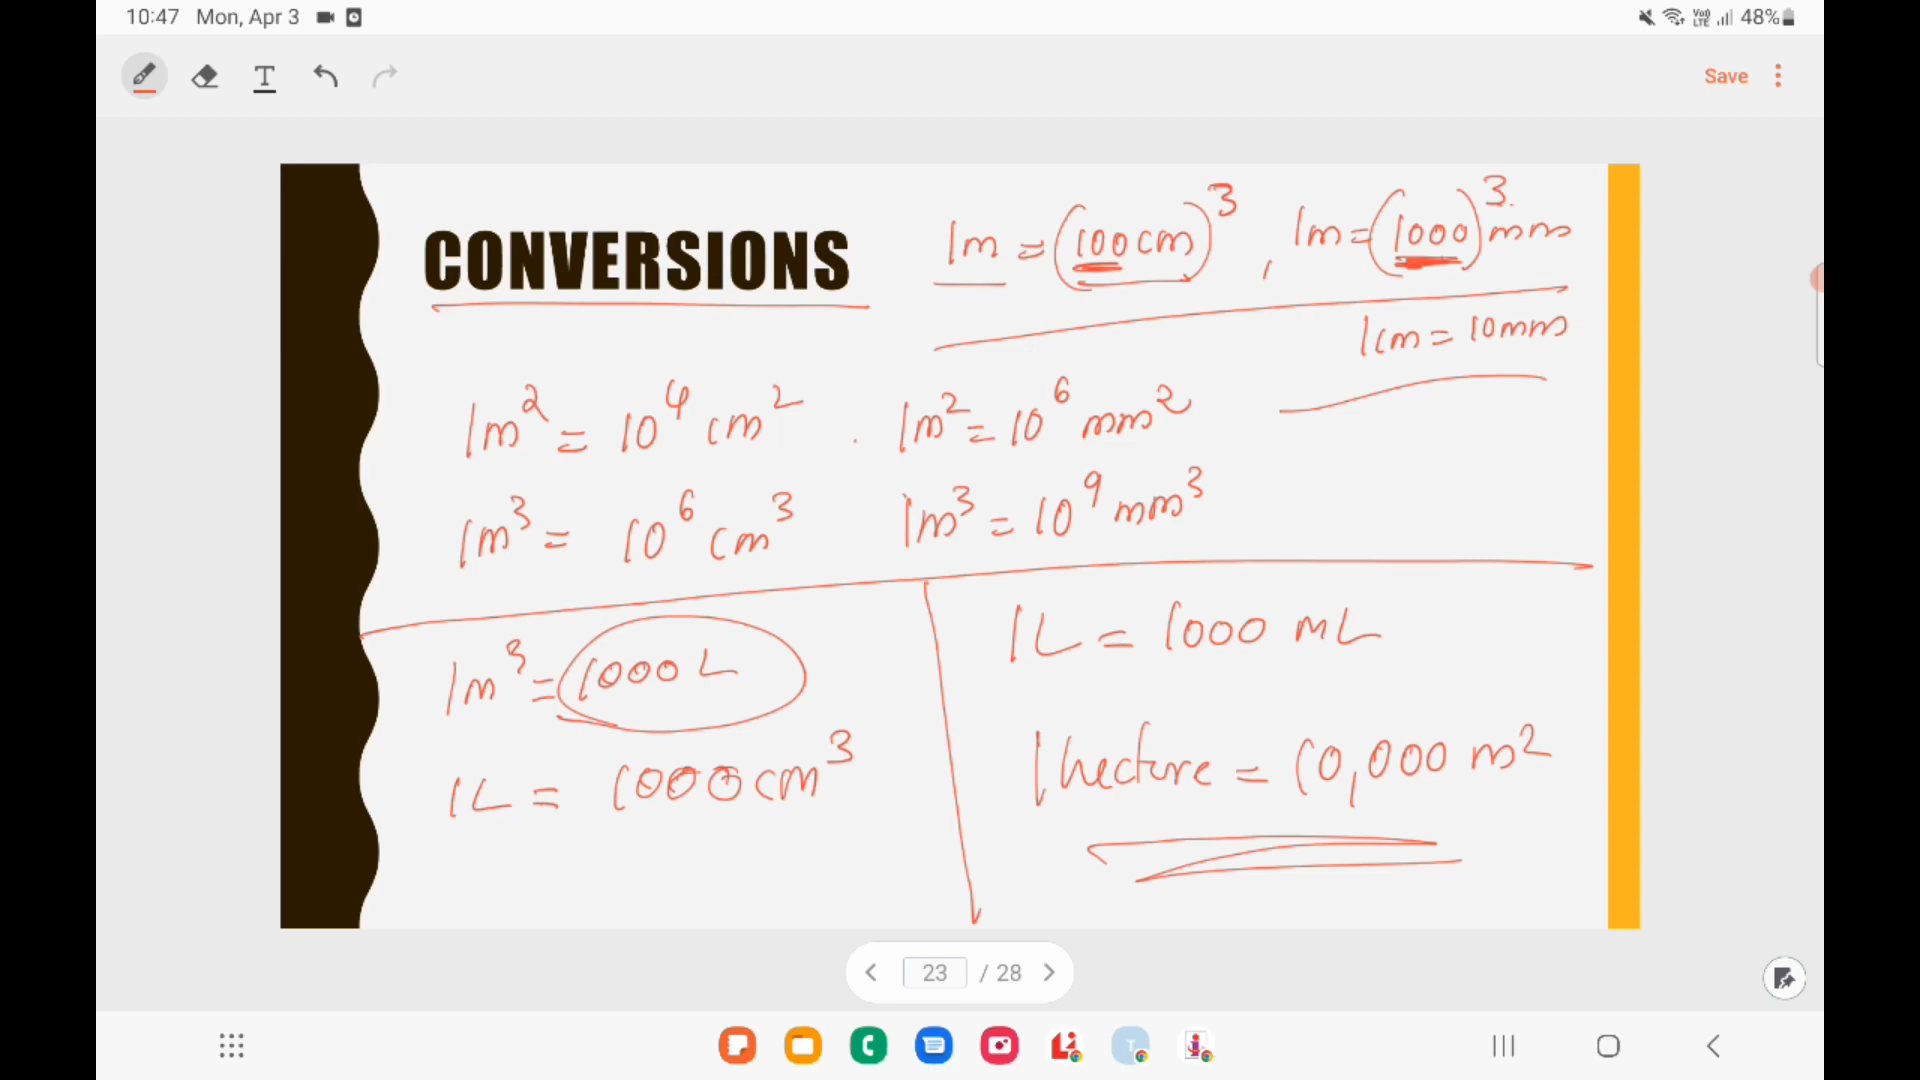 10:47 Mon, Apr 3 48%
Save
CONVERSIONS
1m = (100cm)³ , 1m = (1000)³ mm
1cm = 10mm
1m² = 10⁴ cm² . 1m² = 10⁶ mm²
1m³ = 10⁶ cm³ 1m³ = 10⁹ mm³
1m³ = 1000 L
1L = 1000 mL
1L = 1000 cm³
1 hecture = 10,000 m²
23 / 28